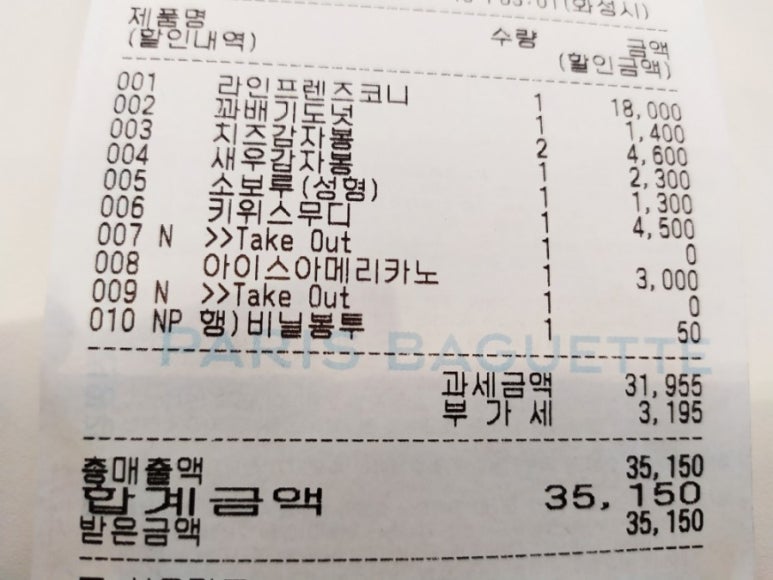 :01(화성시)
제품명 수량 금액
(할인내역) (할인금액)
001 라인프렌즈코니 1 18,000
002 꽈배기도넛 1 1,400
003 치즈감자봉 2 4,600
004 새우감자봉 1 2,300
005 소보루(성형) 1 1,300
006 키위스무디 1 4,500
007 N >>Take Out 1 0
008 아이스아메리카노 1 3,000
009 N >>Take Out 1 0
010 NP 행)비닐봉투 1 50
PARIS BAGUETTE
과세금액 31,955
부 가 세 3,195
총매출액 35,150
합계금액 35,150
받은금액 35,150